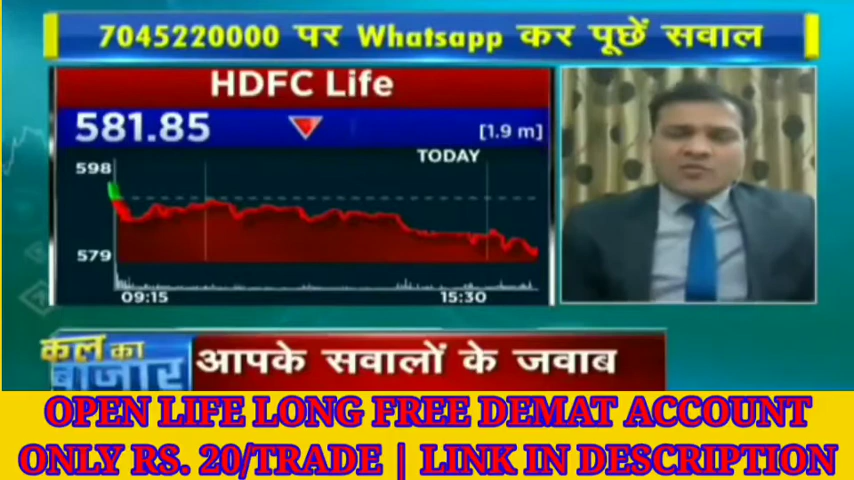 7045220000 पर Whatsapp कर पूछें सवाल
HDFC Life
581.85
[1.9 m]
TODAY
598
579
09:15
15:30
कल का
बाजार
आपके सवालों के जवाब
OPEN LIFE LONG FREE DEMAT ACCOUNT
ONLY RS. 20/TRADE | LINK IN DESCRIPTION